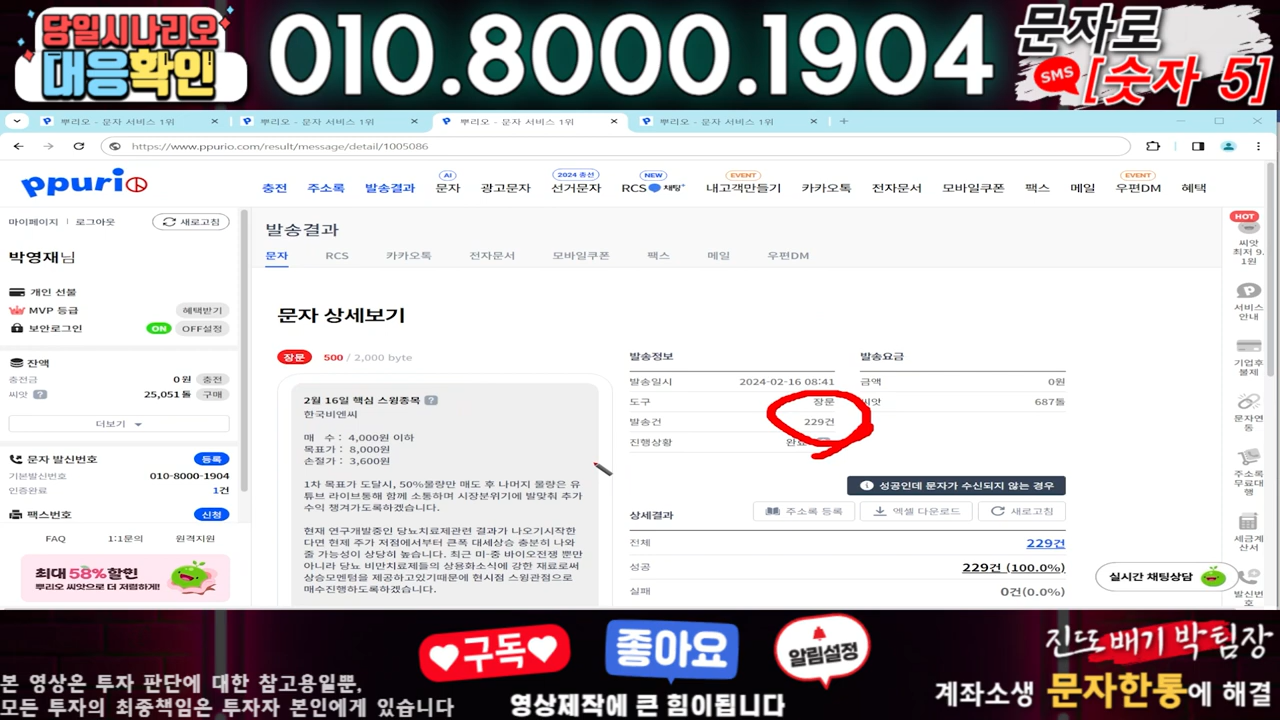 당일시나리오
대응확인
010.8000.1904
문자로
SMS
[숫자 5]
뿌리오 - 문자 서비스 1위
뿌리오 - 문자 서비스 1위
뿌리오 - 문자 서비스 1위
뿌리오 - 문자 서비스 1위
https://www.ppurio.com/result/message/detail/1005086
ppurio
충전
주소록
발송결과
AI
문자
광고문자
2024 총선
선거문자
NEW
RCS
채팅+
EVENT
내고객만들기
카카오톡
전자문서
모바일쿠폰
팩스
메일
EVENT
우편DM
혜택
마이페이지 | 로그아웃
새로고침
박영재님
개인 선불
MVP 등급 혜택받기
보안로그인 ON OFF설정
잔액
충전금 0원 충전
씨앗 ? 25,051톨 구매
더보기
문자 발신번호 등록
기본발신번호 010-8000-1904
인증완료 1건
팩스번호 신청
FAQ 1:1문의 원격지원
최대 58%할인
뿌리오 씨앗으로 더 저렴하게!
발송결과
문자 RCS 카카오톡 전자문서 모바일쿠폰 팩스 메일 우편DM
문자 상세보기
장문 500 / 2,000 byte
2월 16일 핵심 스윙종목 ?
한국비엔씨
매 수 : 4,000원 이하
목표가 : 8,000원
손절가 : 3,600원
1차 목표가 도달시, 50%물량만 매도 후 나머지 물량은 유
튜브 라이브통해 함께 소통하며 시장분위기에 발맞춰 추가
수익 챙겨가도록하겠습니다.
현재 연구개발중인 당뇨치료제관련 결과가 나오기시작한
다면 현재 주가 저점에서부터 큰폭 대세상승 충분히 나와
줄 가능성이 상당히 높습니다. 최근 미-중 바이오전쟁 뿐만
아니라 당뇨 비만치료제들의 상용화소식에 강한 재료로써
상승모멘텀을 제공하고있기때문에 현시점 스윙관점으로
매수진행하도록하겠습니다.
발송정보
발송일시 2024-02-16 08:41
도구 장문
발송건 229건
진행상황
발송요금
금액 0원
687톨
성공인데 문자가 수신되지 않는 경우
상세결과
주소록 등록
엑셀 다운로드
새로고침
전체 229건
성공 229건 (100.0%)
실패 0건(0.0%)
HOT
씨앗
최저 9.
1원
서비스
안내
기업후
불제
문자연
동
주소록
무료대
행
세금계
산서
발신번
호
실시간 채팅상담
본 영상은 투자 판단에 대한 참고용일뿐,
모든 투자의 최종책임은 투자자 본인에게 있습니다
구독
좋아요
알림설정
영상제작에 큰 힘이됩니다
진또배기 박팀장
계좌소생 문자한통에 해결